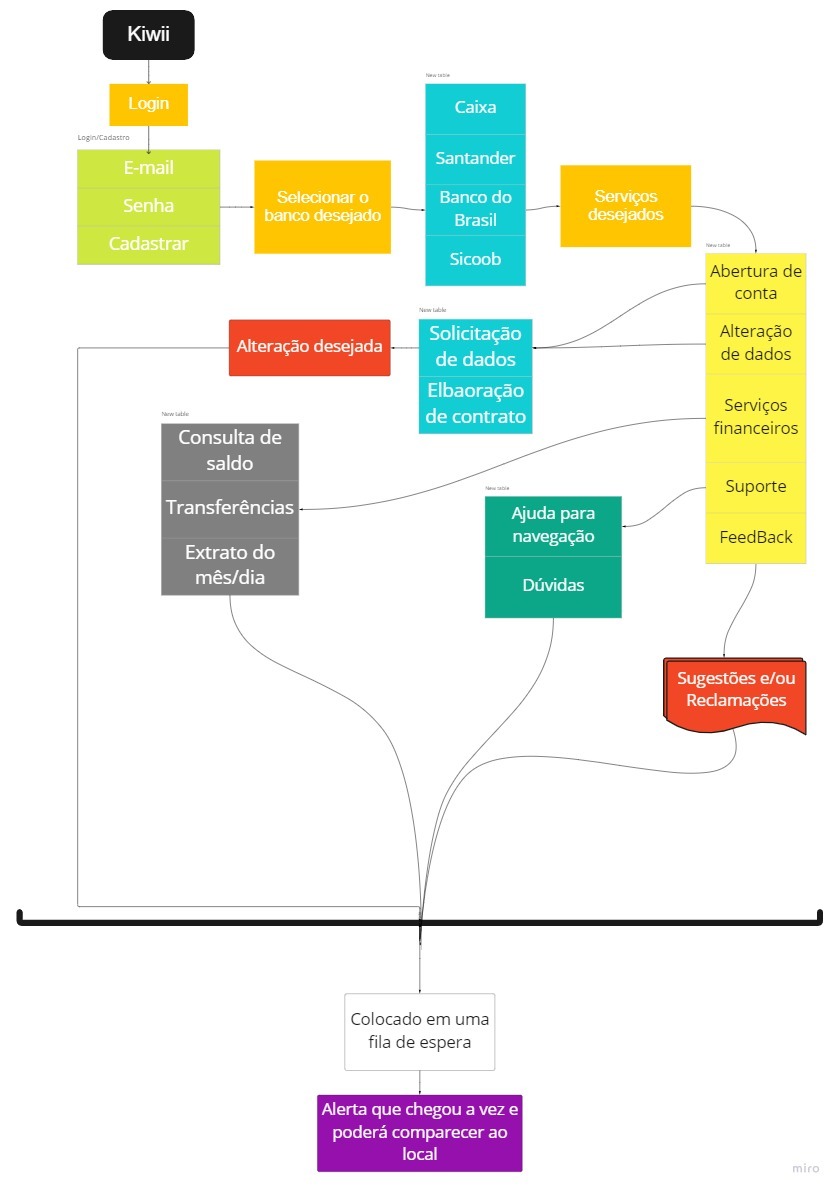 Kiwii
Login
Login/Cadastro
E-mail
Senha
Cadastrar
Selecionar o
banco desejado
New table
Caixa
Santander
Banco do
Brasil
Sicoob
Serviços
desejados
New table
Abertura de
conta
Alteração
de dados
Serviços
financeiros
Suporte
FeedBack
New table
Solicitação
de dados
Elbaoração
de contrato
Alteração desejada
New table
Consulta de
saldo
Transferências
Extrato do
mês/dia
New table
Ajuda para
navegação
Dúvidas
Sugestões e/ou
Reclamações
Colocado em uma
fila de espera
Alerta que chegou a vez e
poderá comparecer ao
local
miro